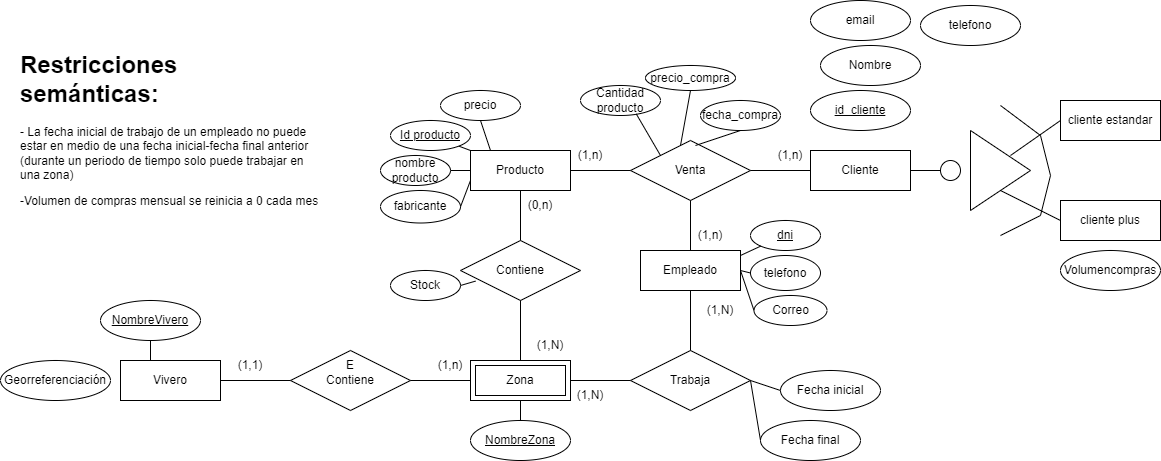 Restricciones
semánticas:
- La fecha inicial de trabajo de un empleado no puede
estar en medio de una fecha inicial-fecha final anterior
(durante un periodo de tiempo solo puede trabajar en
una zona)
-Volumen de compras mensual se reinicia a 0 cada mes
email
telefono
Nombre
id_cliente
precio_compra
Cantidad
producto
fecha_compra
precio
Id producto
nombre
producto
fabricante
Producto
(1,n)
Venta
(1,n)
Cliente
cliente estandar
cliente plus
Volumencompras
(0,n)
(1,n)
dni
telefono
Correo
Empleado
Contiene
Stock
(1,N)
(1,N)
NombreVivero
Georreferenciación
Vivero
(1,1)
E
Contiene
(1,n)
Zona
(1,N)
Trabaja
Fecha inicial
Fecha final
NombreZona